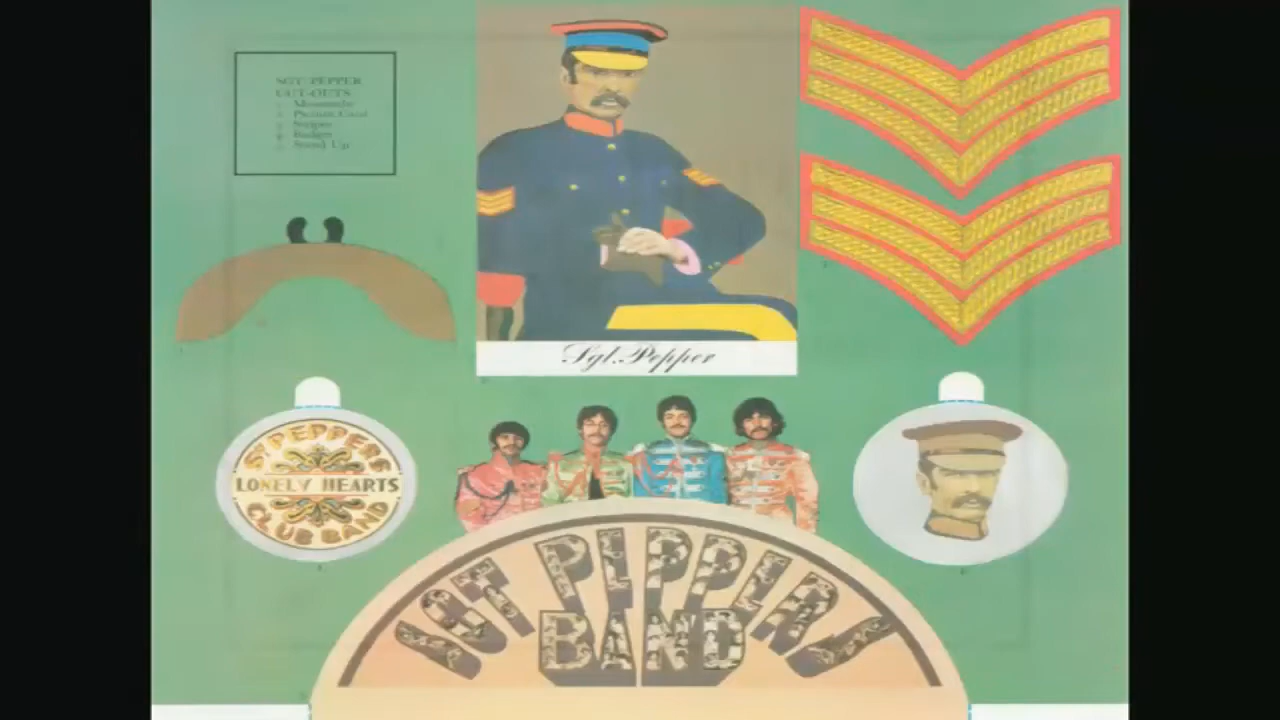 SGT. PEPPER
CUT-OUTS
Moustache
Picture Card
Stripes
Badges
Stand Up
Sgt. Pepper
SGT. PEPPERS
LONELY HEARTS
CLUB BAND
SGT PEPPERS
BAND